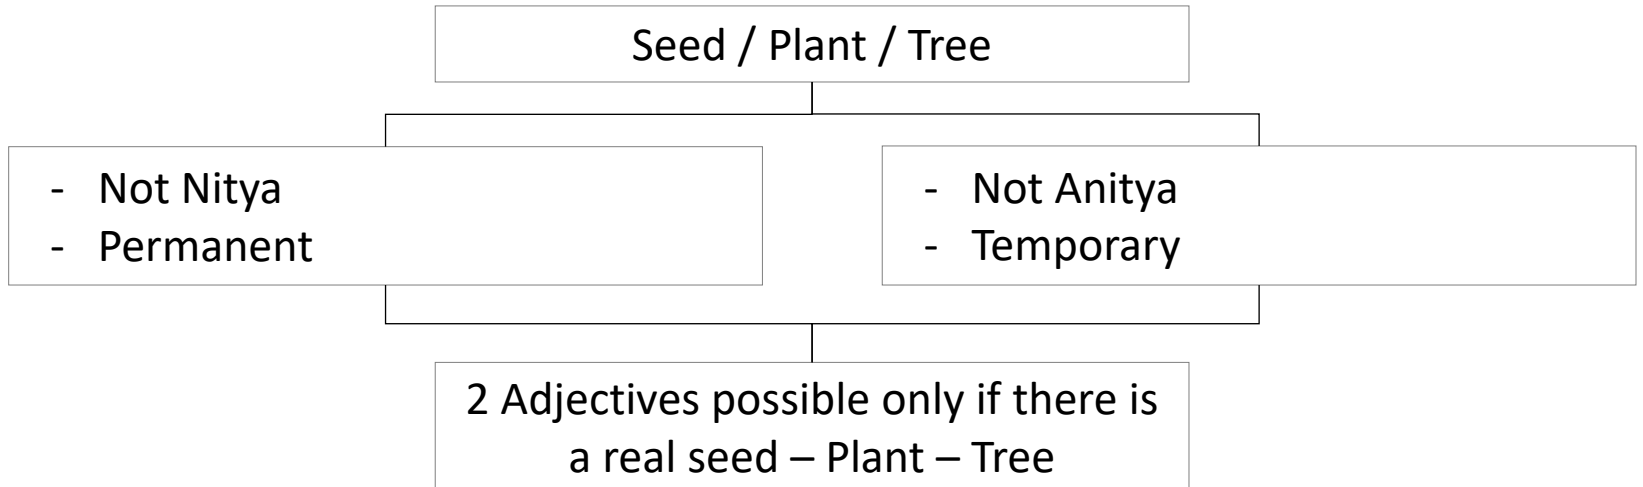 Seed / Plant / Tree
- Not Nitya
- Permanent
- Not Anitya
- Temporary
2 Adjectives possible only if there is
a real seed – Plant – Tree